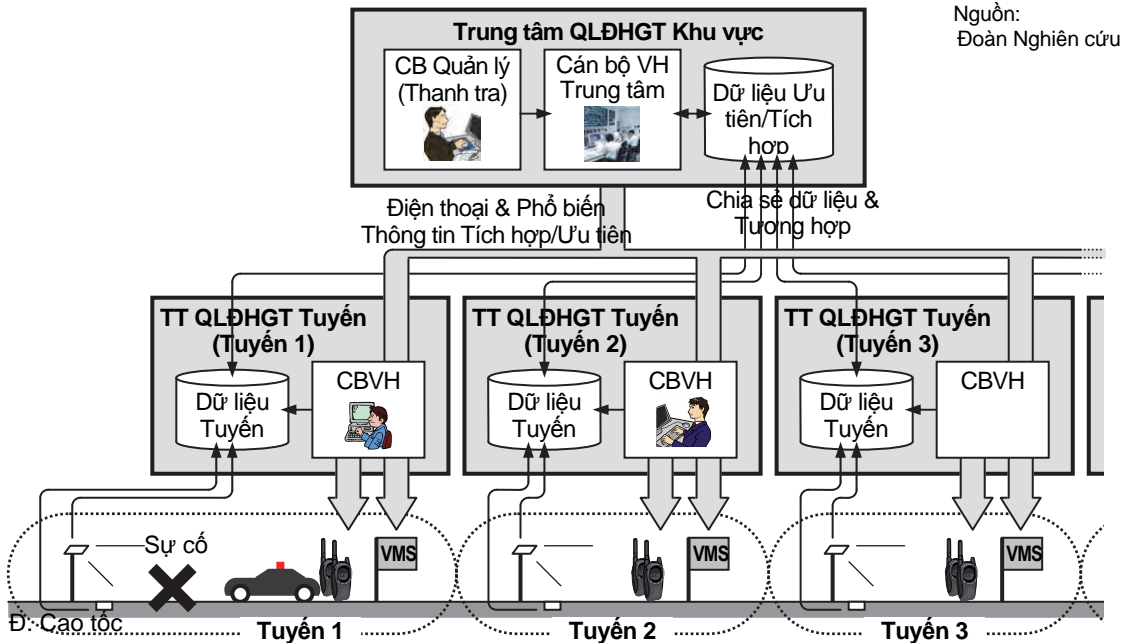 Nguồn:
Đoàn Nghiên cứu
Trung tâm QLĐHGT Khu vực
CB Quản lý
(Thanh tra)
Cán bộ VH
Trung tâm
Dữ liệu Ưu
tiên/Tích
hợp
Điện thoại & Phổ biến
Thông tin Tích hợp/Ưu tiên
Chia sẻ dữ liệu &
Tương hợp
TT QLĐHGT Tuyến
(Tuyến 1)
CBVH
Dữ liệu
Tuyến
TT QLĐHGT Tuyến
(Tuyến 2)
CBVH
Dữ liệu
Tuyến
TT QLĐHGT Tuyến
(Tuyến 3)
CBVH
Dữ liệu
Tuyến
Sự cố
VMS
VMS
VMS
Đ. Cao tốc
Tuyến 1
Tuyến 2
Tuyến 3